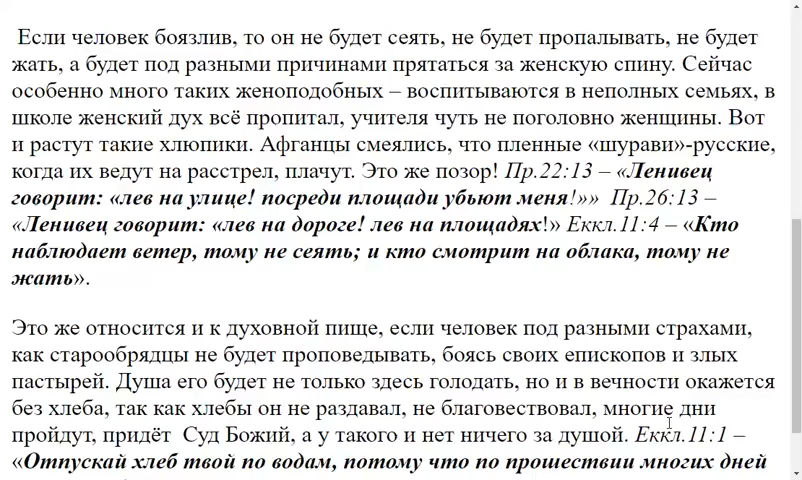 Если человек боязлив, то он не будет сеять, не будет пропалывать, не будет
жать, а будет под разными причинами прятаться за женскую спину. Сейчас
особенно много таких женоподобных – воспитываются в неполных семьях, в
школе женский дух всё пропитал, учителя чуть не поголовно женщины. Вот
и растут такие хлюпики. Афганцы смеялись, что пленные «шурави»-русские,
когда их ведут на расстрел, плачут. Это же позор! Пр.22:13 – «Ленивец
говорит: «лев на улице! посреди площади убьют меня!»» Пр.26:13 –
«Ленивец говорит: «лев на дороге! лев на площадях!» Еккл.11:4 – «Кто
наблюдает ветер, тому не сеять; и кто смотрит на облака, тому не
жать».
Это же относится и к духовной пище, если человек под разными страхами,
как старообрядцы не будет проповедывать, боясь своих епископов и злых
пастырей. Душа его будет не только здесь голодать, но и в вечности окажется
без хлеба, так как хлебы он не раздавал, не благовествовал, многие дни
пройдут, придёт Суд Божий, а у такого и нет ничего за душой. Еккл.11:1 –
«Отпускай хлеб твой по водам, потому что по прошествии многих дней